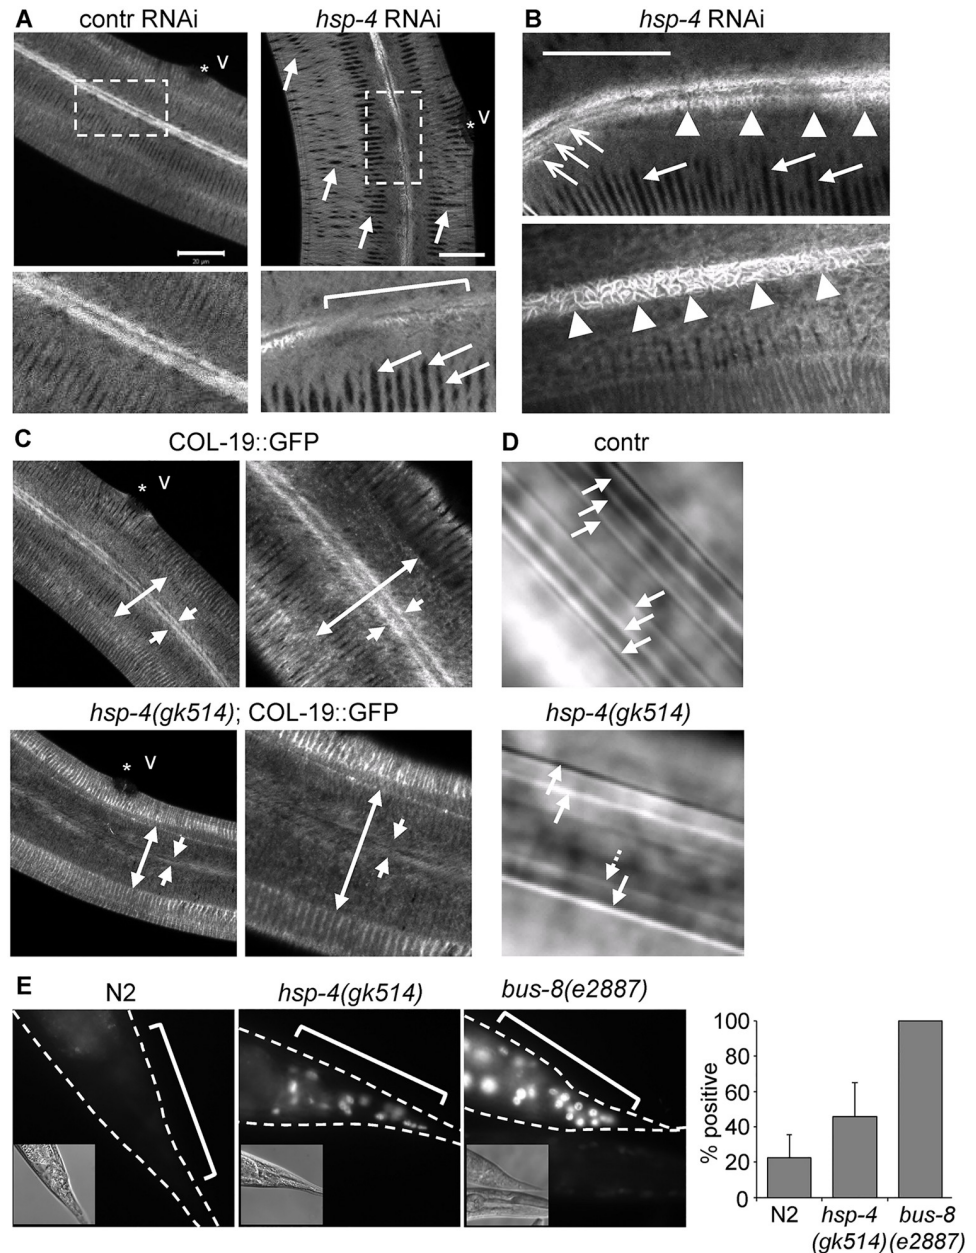 A contr RNAi hsp-4 RNAi B hsp-4 RNAi
* V
* V
20 µm
C COL-19::GFP D contr
* V
hsp-4(gk514); COL-19::GFP hsp-4(gk514)
* V
E N2 hsp-4(gk514) bus-8(e2887)
% positive
100
80
60
40
20
0
N2 hsp-4 bus-8
(gk514) (e2887)